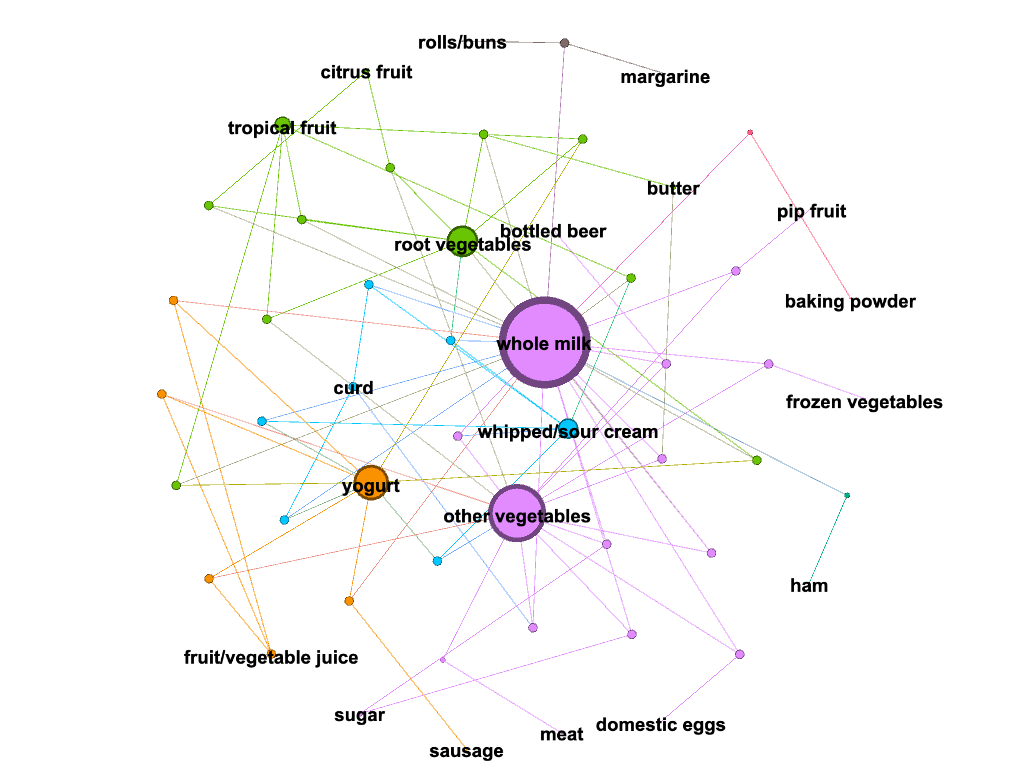 rolls/buns
citrus fruit
margarine
tropical fruit
butter
pip fruit
bottled beer
root vegetables
baking powder
whole milk
curd
frozen vegetables
whipped/sour cream
yogurt
other vegetables
ham
fruit/vegetable juice
sugar
domestic eggs
meat
sausage